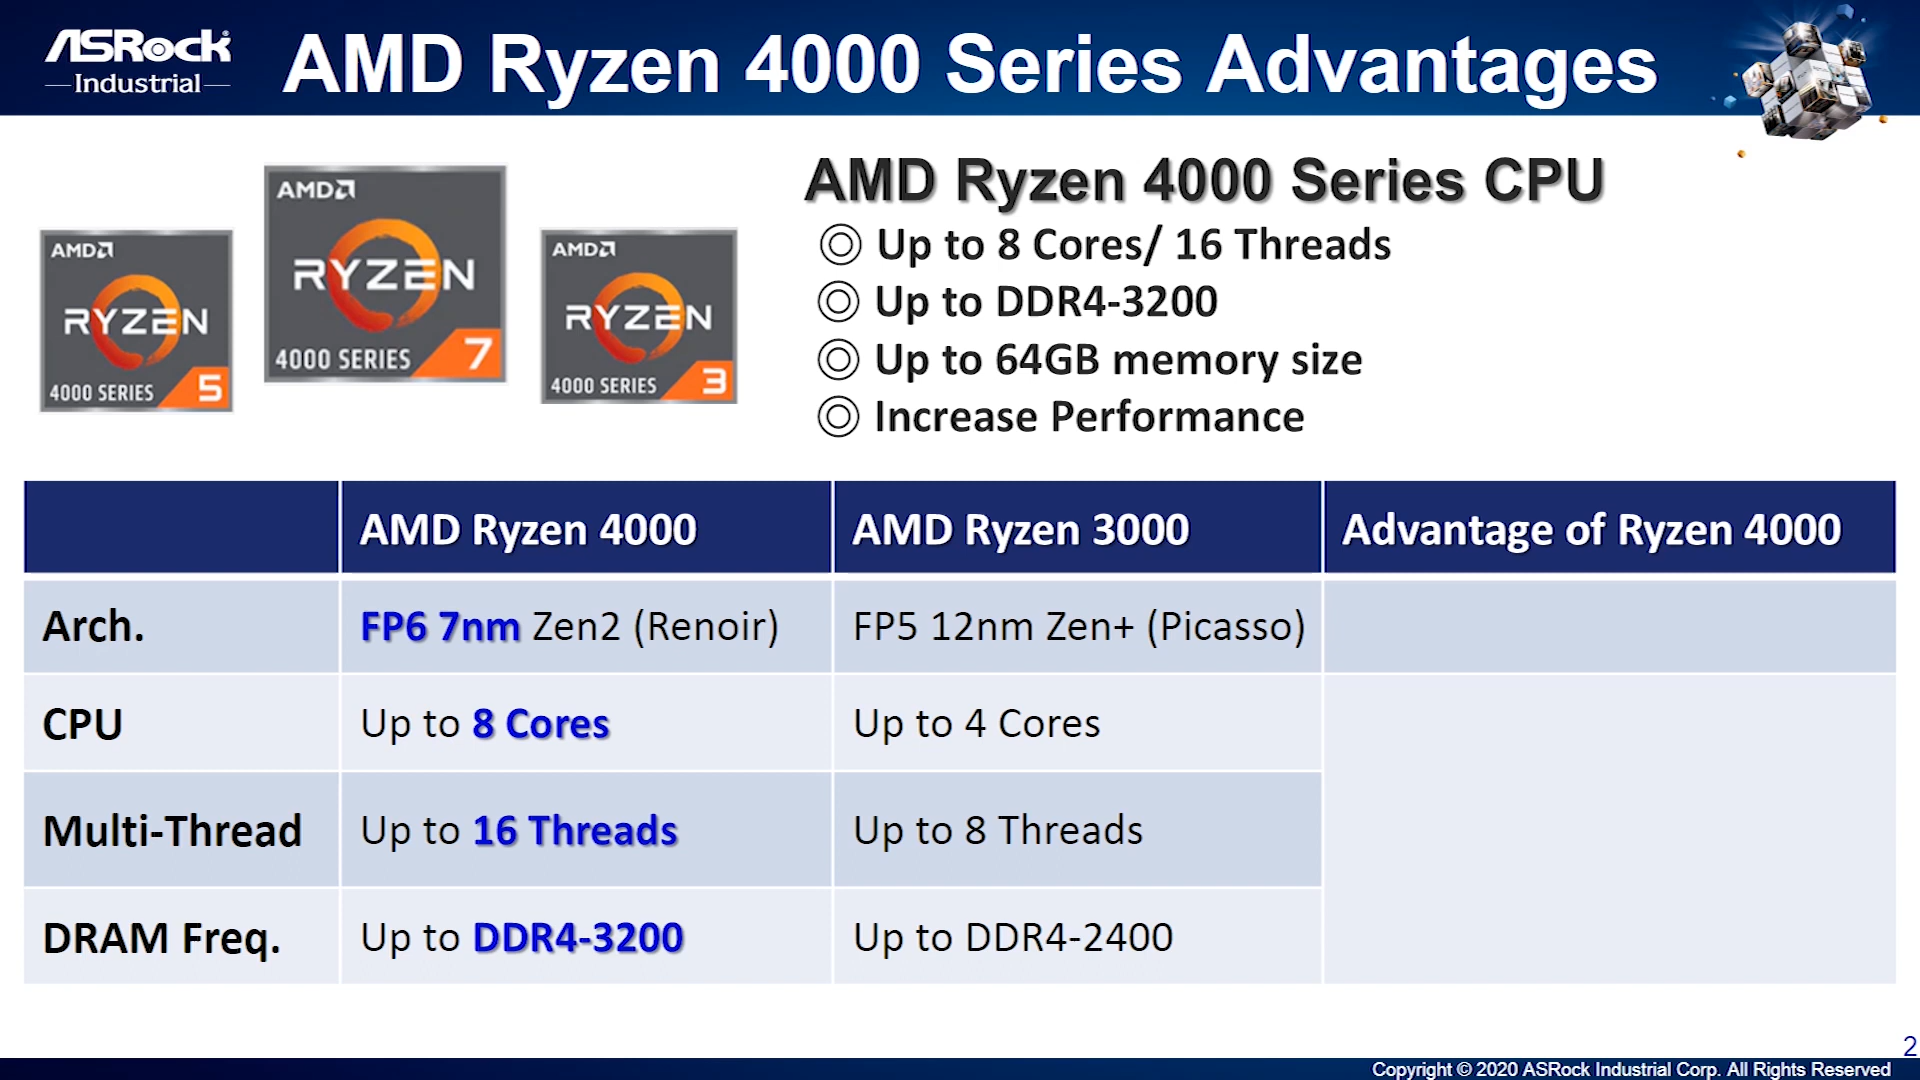 ASRock
Industrial
AMD Ryzen 4000 Series Advantages
AMD
RYZEN
4000 SERIES 5
AMD
RYZEN
4000 SERIES 7
AMD
RYZEN
4000 SERIES 3
AMD Ryzen 4000 Series CPU
◎ Up to 8 Cores/ 16 Threads
◎ Up to DDR4-3200
◎ Up to 64GB memory size
◎ Increase Performance
AMD Ryzen 4000 AMD Ryzen 3000 Advantage of Ryzen 4000
Arch. FP6 7nm Zen2 (Renoir) FP5 12nm Zen+ (Picasso)
CPU Up to 8 Cores Up to 4 Cores
Multi-Thread Up to 16 Threads Up to 8 Threads
DRAM Freq. Up to DDR4-3200 Up to DDR4-2400
2
Copyright © 2020 ASRock Industrial Corp. All Rights Reserved